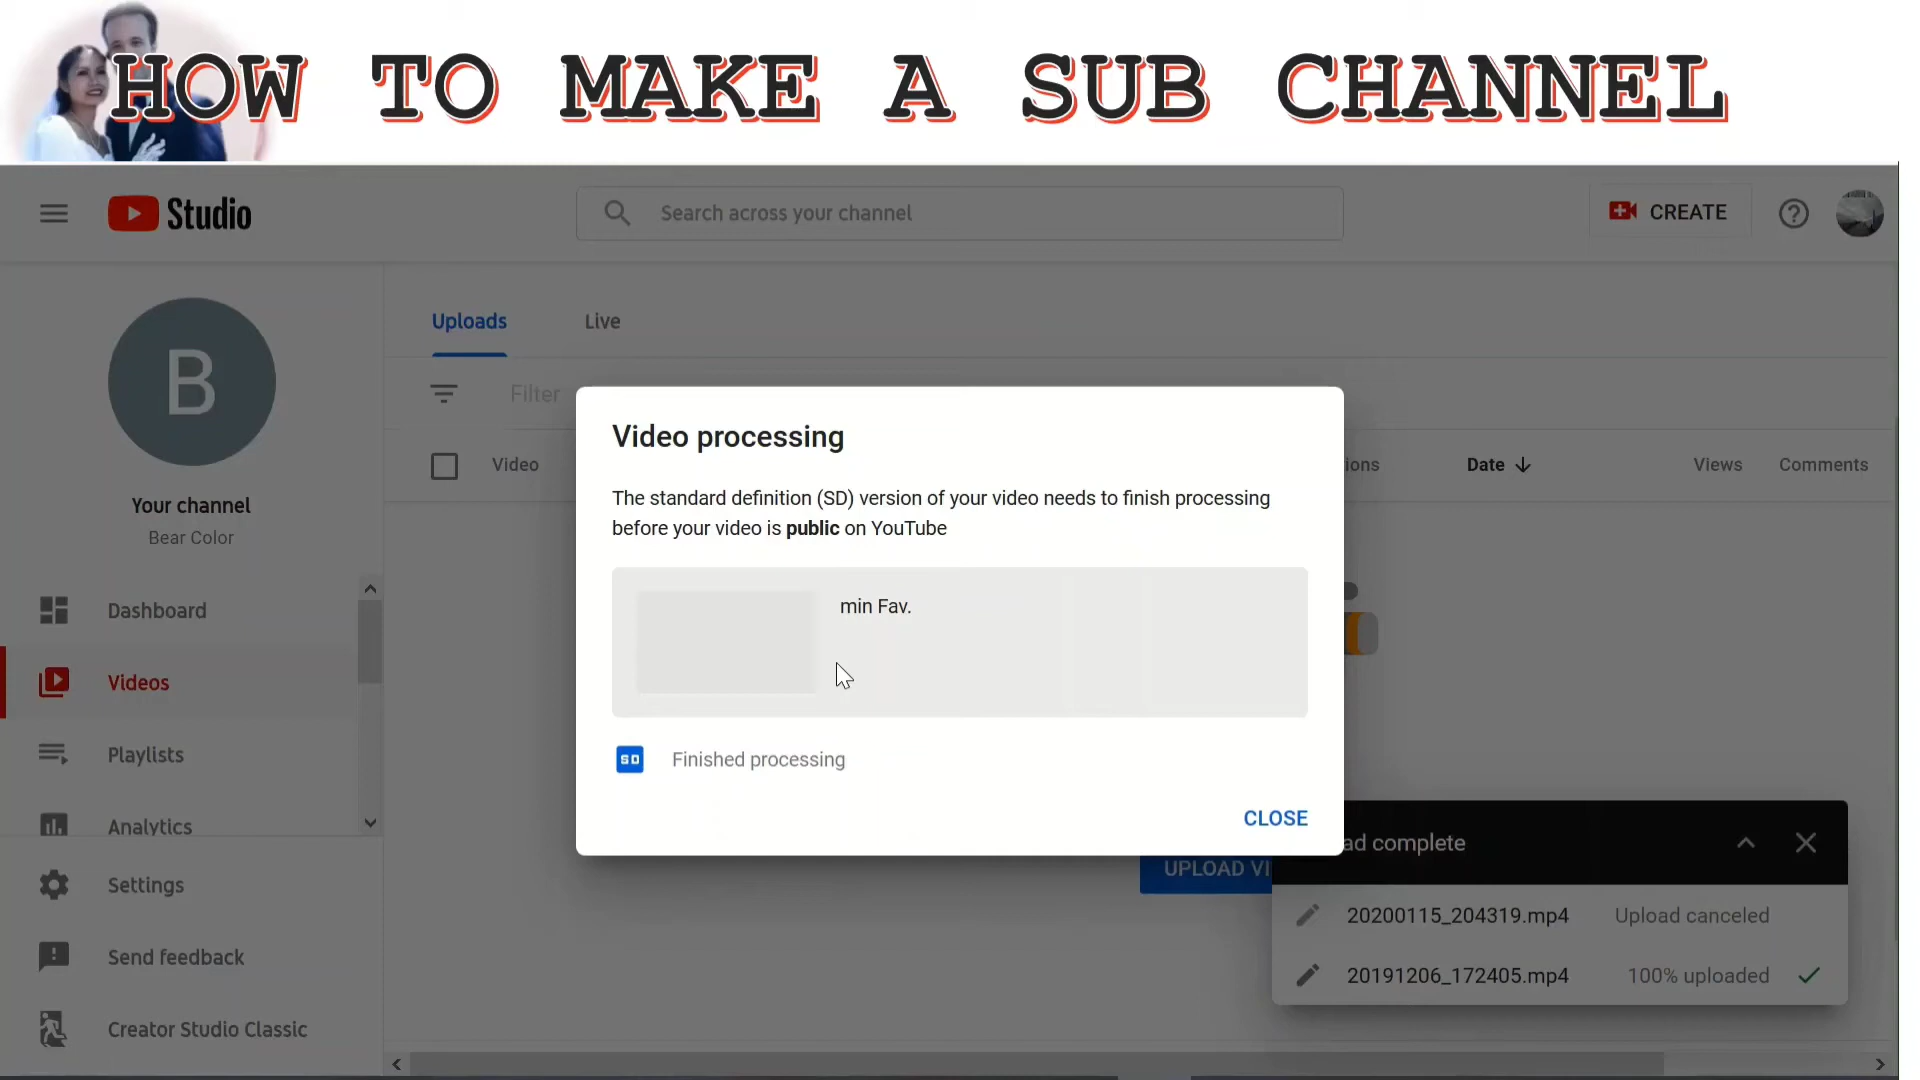 HOW TO MAKE A SUB CHANNEL
Studio
Search across your channel
CREATE
B
Your channel
Bear Color
Dashboard
Videos
Playlists
Analytics
Settings
Send feedback
Creator Studio Classic
Uploads
Live
Filter
Video
ions
Date
Views
Comments
Video processing
The standard definition (SD) version of your video needs to finish processing
before your video is public on YouTube
min Fav.
SD
Finished processing
CLOSE
UPLOAD VI
ad complete
20200115_204319.mp4
Upload canceled
20191206_172405.mp4
100% uploaded